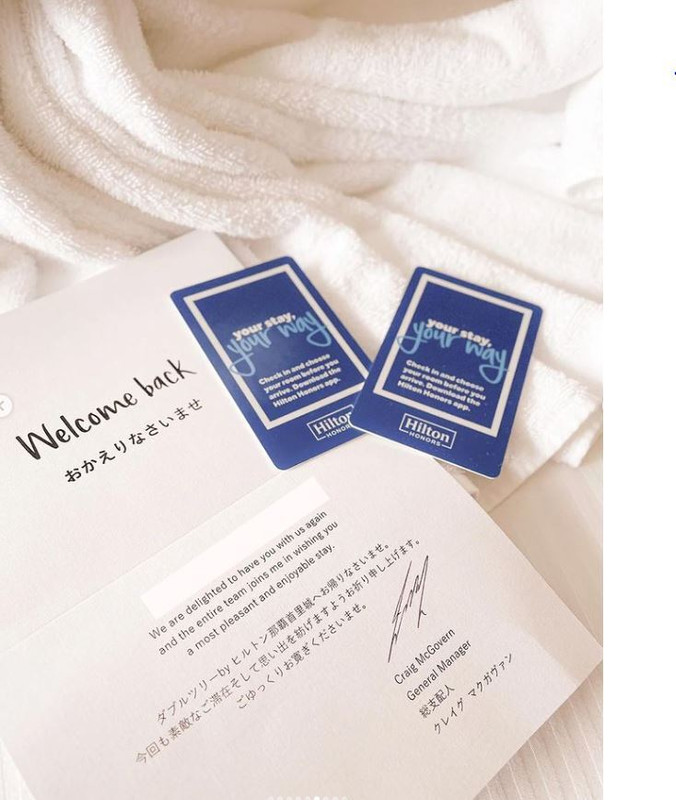 Welcome back
おかえりなさいませ
your stay,
your way
Check in and choose
your room before you
arrive. Download the
Hilton Honors app.
Hilton
HONORS
your stay,
your way
Check in and choose
your room before you
arrive. Download the
Hilton Honors app.
Hilton
HONORS
We are delighted to have you with us again
and the entire team joins me in wishing you
a most pleasant and enjoyable stay.
ダブルツリーby ヒルトン那覇首里城へお帰りなさいませ。
今回も素敵なご滞在そして思い出を紡げますようお祈り申し上げます。
ごゆっくりお寛ぎくださいませ。
Craig McGovern
General Manager
総支配人
クレイグ マクガヴァン